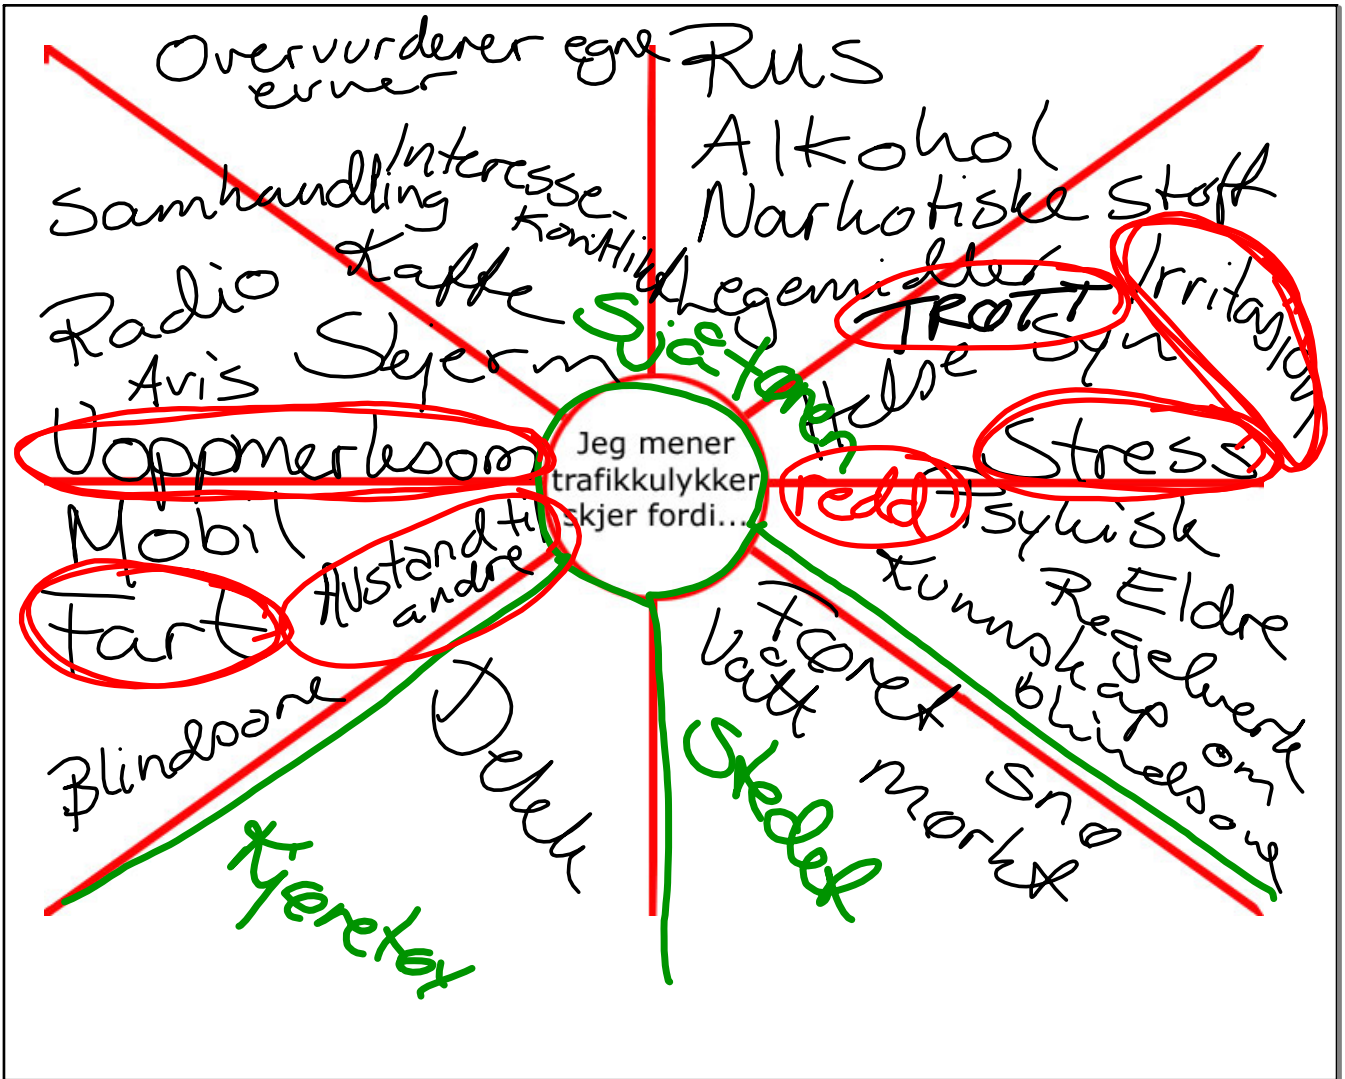 Overvurderer egne
evner
RUS
Alkohol
Interesse-
konflikt
Samhandling
Narkotiske stoff
Kaffe
Legemidler
Irritasjon
Radio
TRØTT
Sjåføren
Skjerm
Syn
Avis
Helse
Uoppmerksom
Stress
Jeg mener
trafikkulykker
skjer fordi...
redd
Psykisk
Mobil
Avstand til
andre
Fart
Eldre
Kunnskap om
blindsone
Regelverk
Føret
Vått
Blindsone
Dekk
Stedet
Snø
Mørkt
Kjøretøy